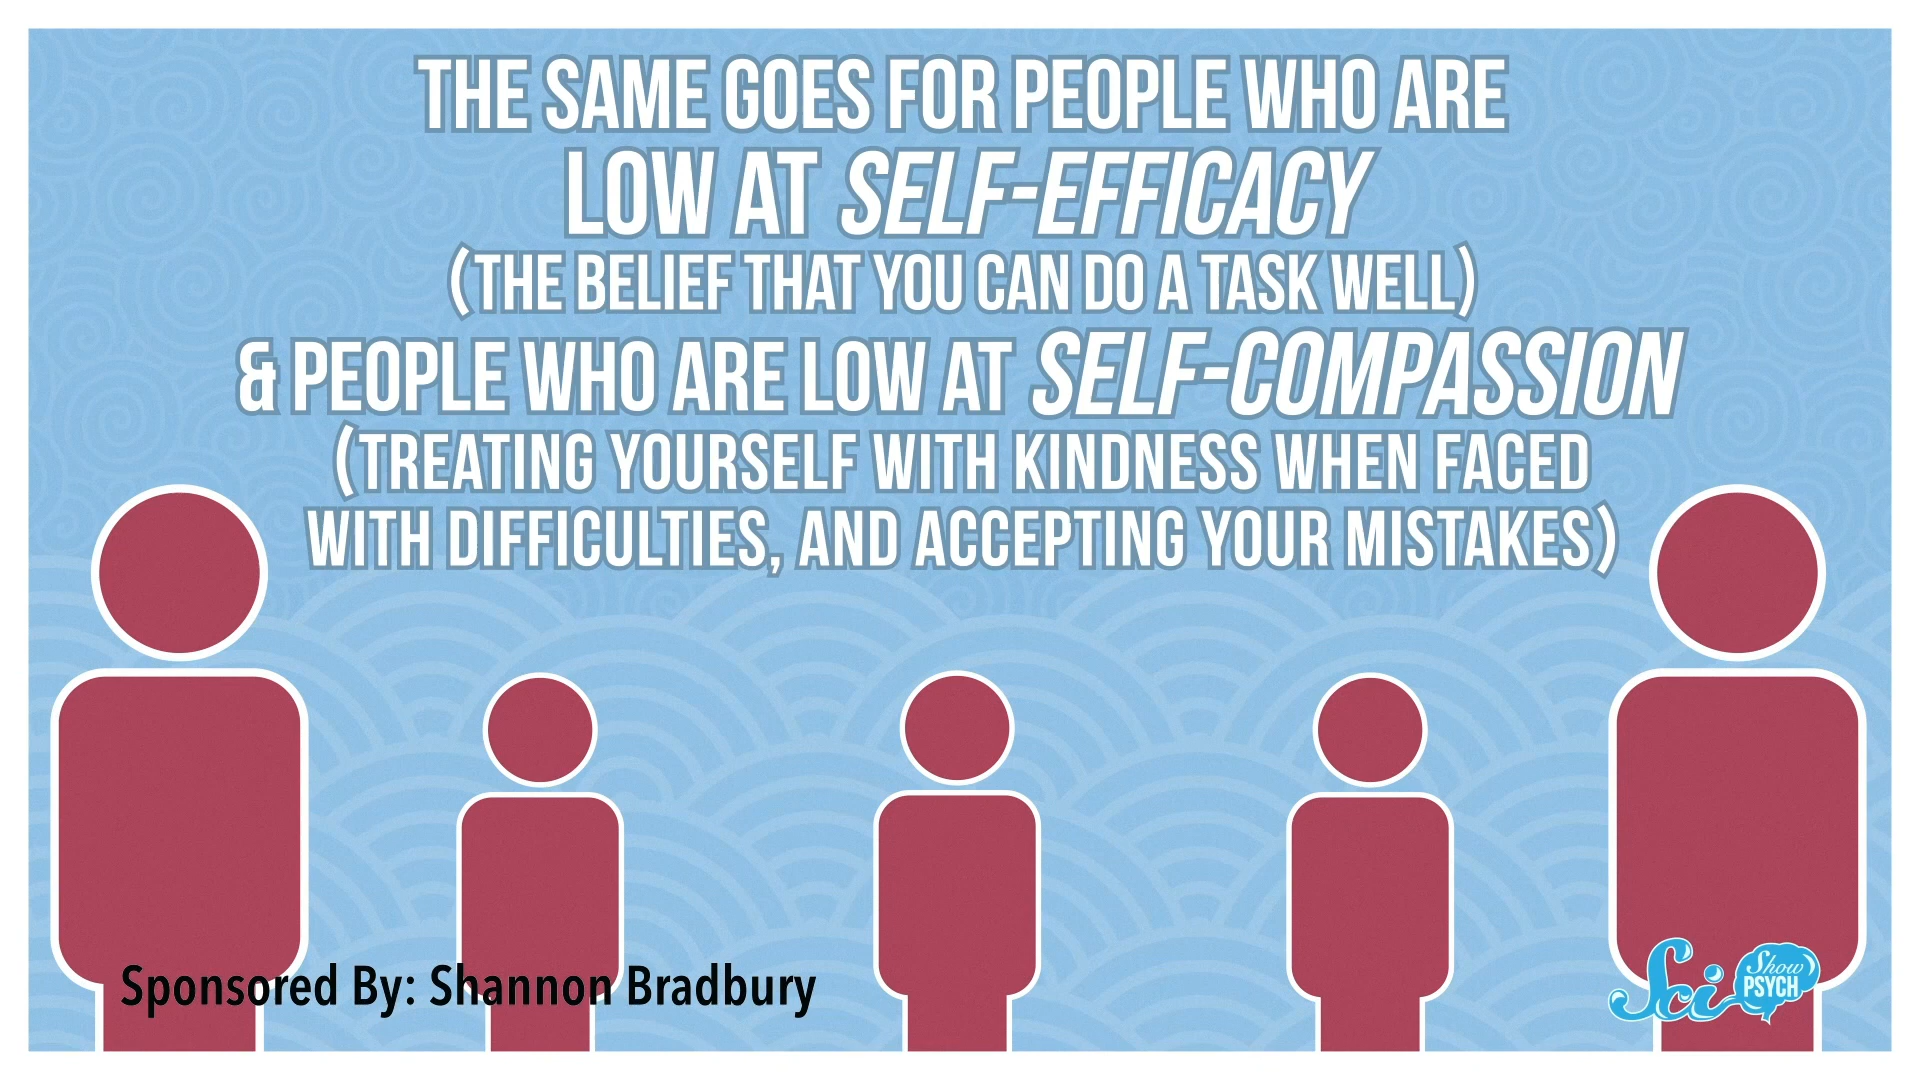 THE SAME GOES FOR PEOPLE WHO ARE
LOW AT SELF-EFFICACY
(THE BELIEF THAT YOU CAN DO A TASK WELL)
& PEOPLE WHO ARE LOW AT SELF-COMPASSION
(TREATING YOURSELF WITH KINDNESS WHEN FACED
WITH DIFFICULTIES, AND ACCEPTING YOUR MISTAKES)
Sponsored By: Shannon Bradbury
Sci Show
PSYCH